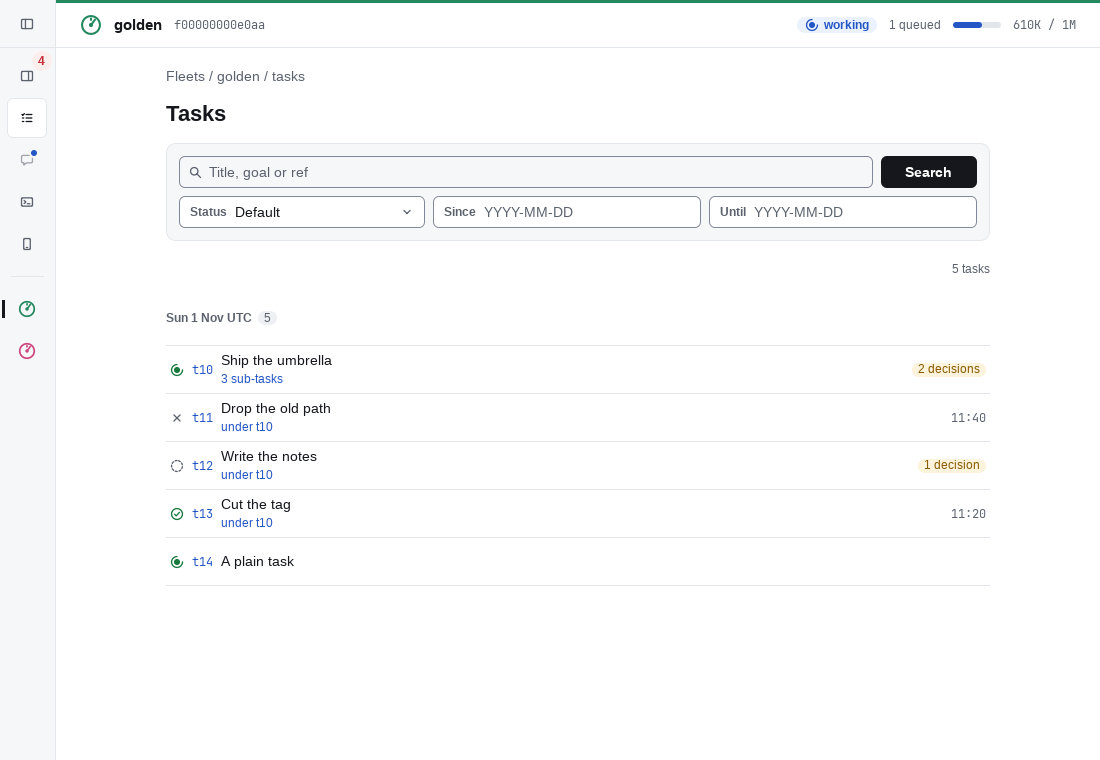 golden f00000000e0aa working 1 queued 610K / 1M
4
Fleets / golden / tasks
Tasks
Title, goal or ref Search
Status Default Since YYYY-MM-DD Until YYYY-MM-DD
5 tasks
Sun 1 Nov UTC 5
t10 Ship the umbrella 2 decisions
3 sub-tasks
t11 Drop the old path 11:40
under t10
t12 Write the notes 1 decision
under t10
t13 Cut the tag 11:20
under t10
t14 A plain task